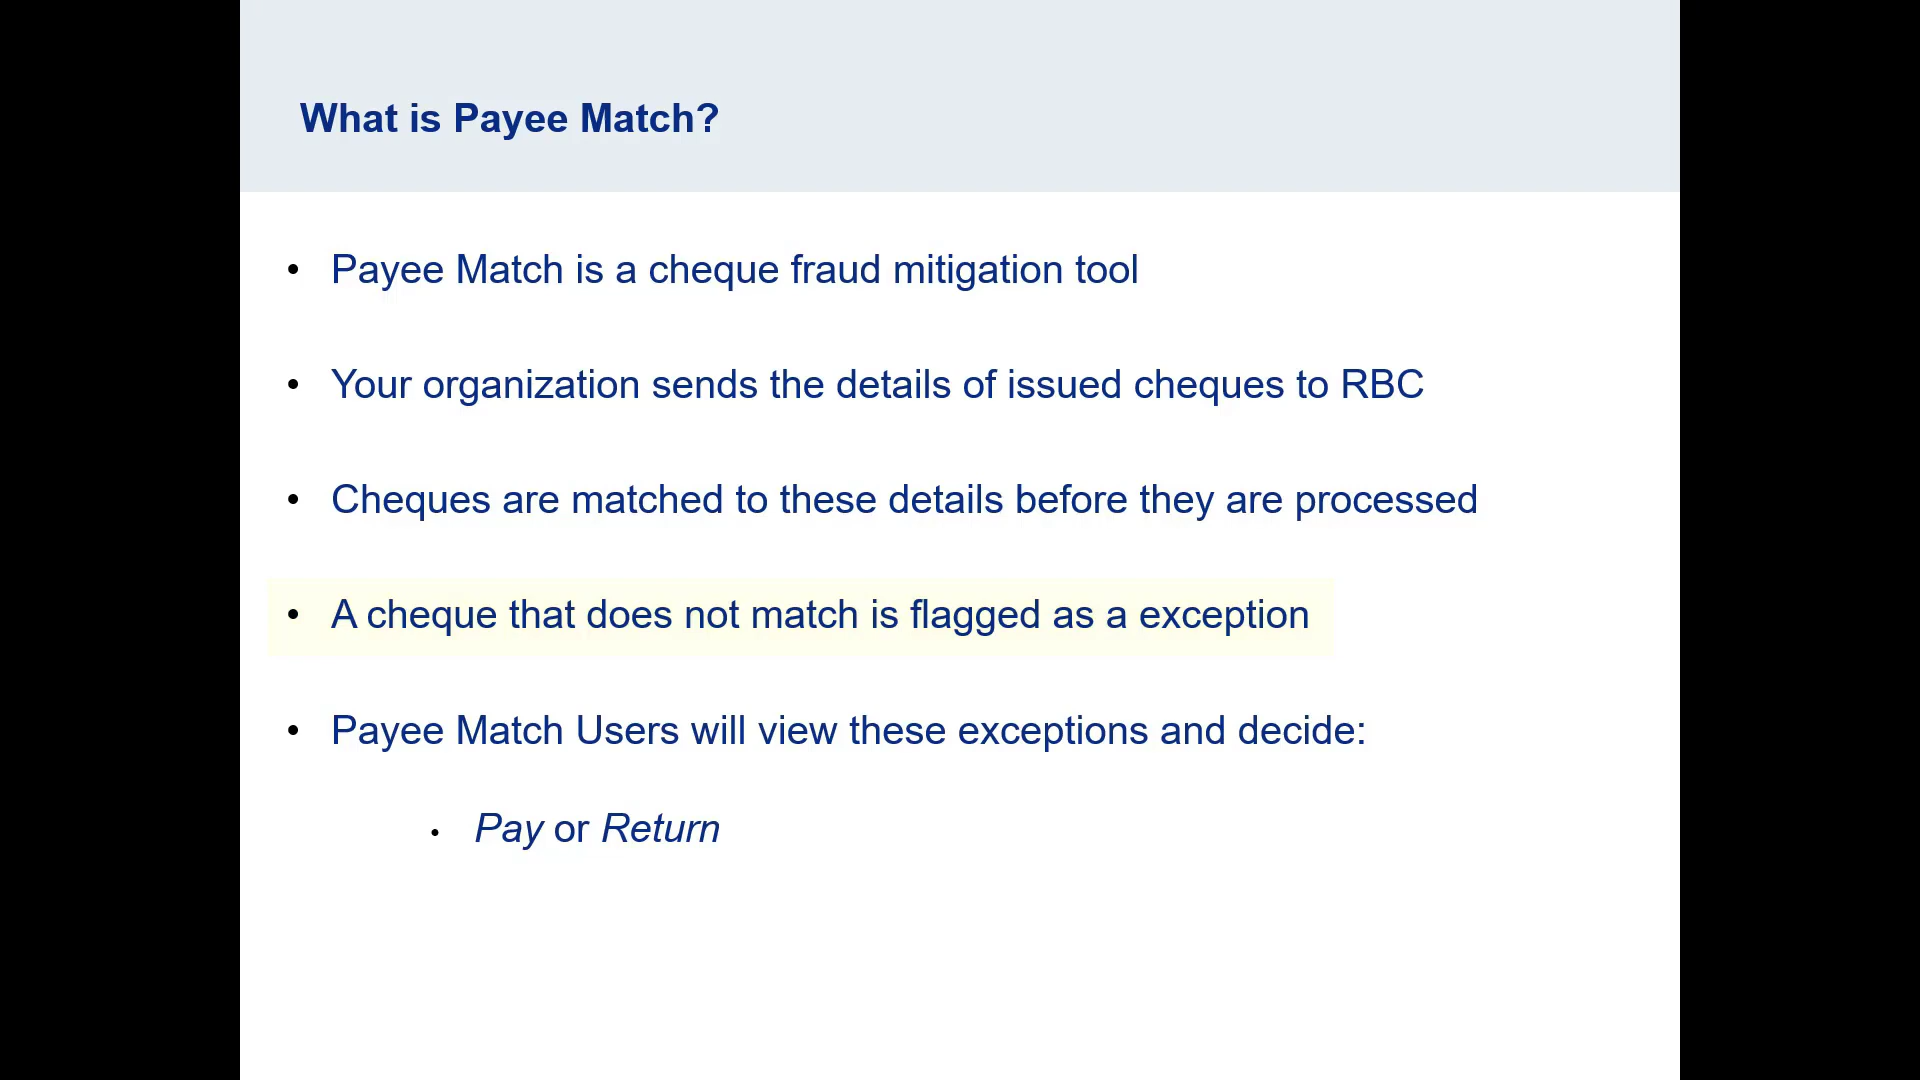 What is Payee Match?
• Payee Match is a cheque fraud mitigation tool
• Your organization sends the details of issued cheques to RBC
• Cheques are matched to these details before they are processed
• A cheque that does not match is flagged as a exception
• Payee Match Users will view these exceptions and decide:
• Pay or Return